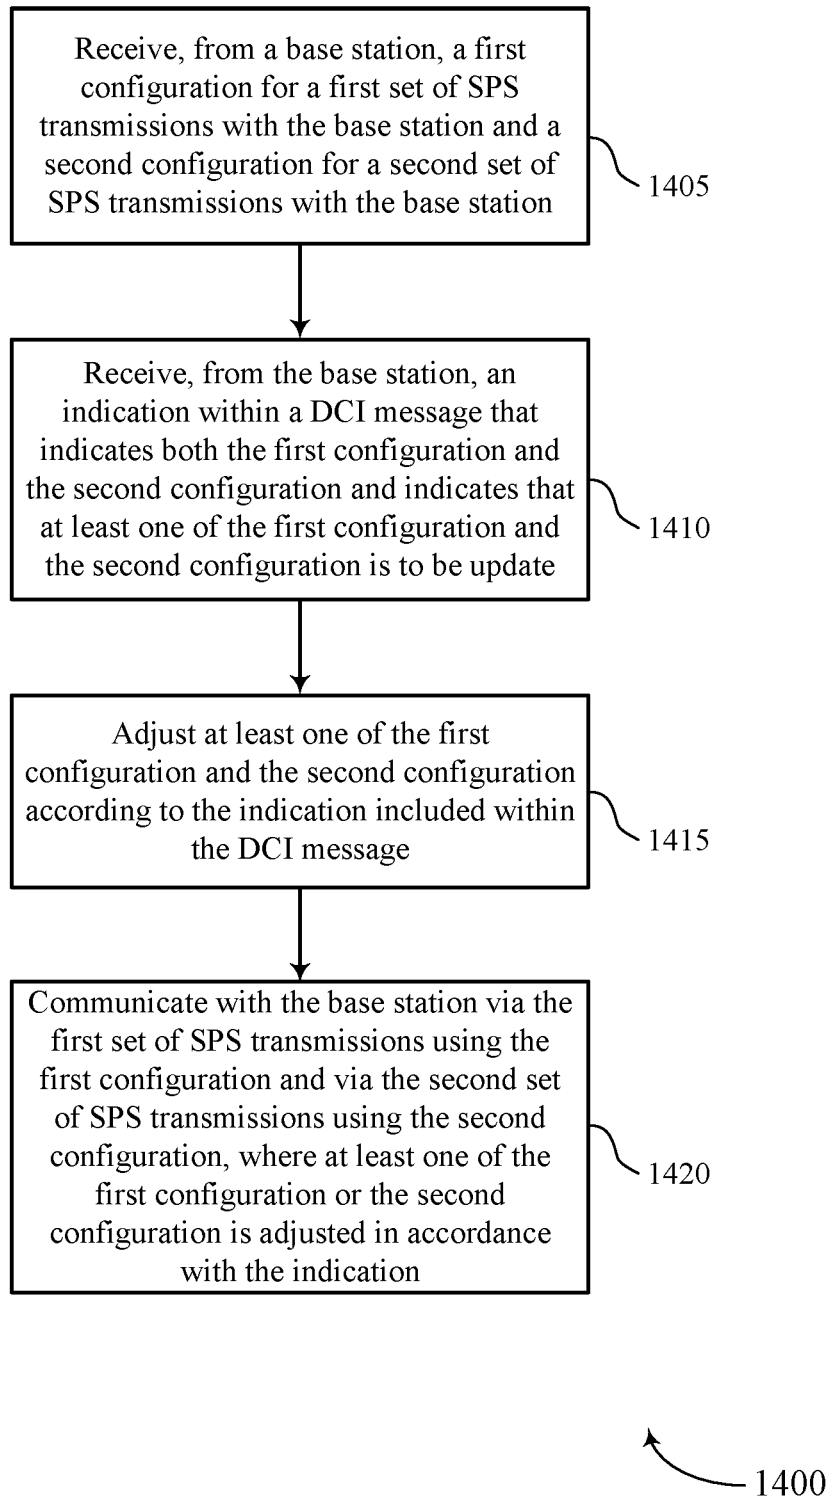 Receive, from a base station, a first
configuration for a first set of SPS
transmissions with the base station and a
second configuration for a second set of
SPS transmissions with the base station
1405
Receive, from the base station, an
indication within a DCI message that
indicates both the first configuration and
the second configuration and indicates that
at least one of the first configuration and
the second configuration is to be update
1410
Adjust at least one of the first
configuration and the second configuration
according to the indication included within
the DCI message
1415
Communicate with the base station via the
first set of SPS transmissions using the
first configuration and via the second set
of SPS transmissions using the second
configuration, where at least one of the
first configuration or the second
configuration is adjusted in accordance
with the indication
1420
1400